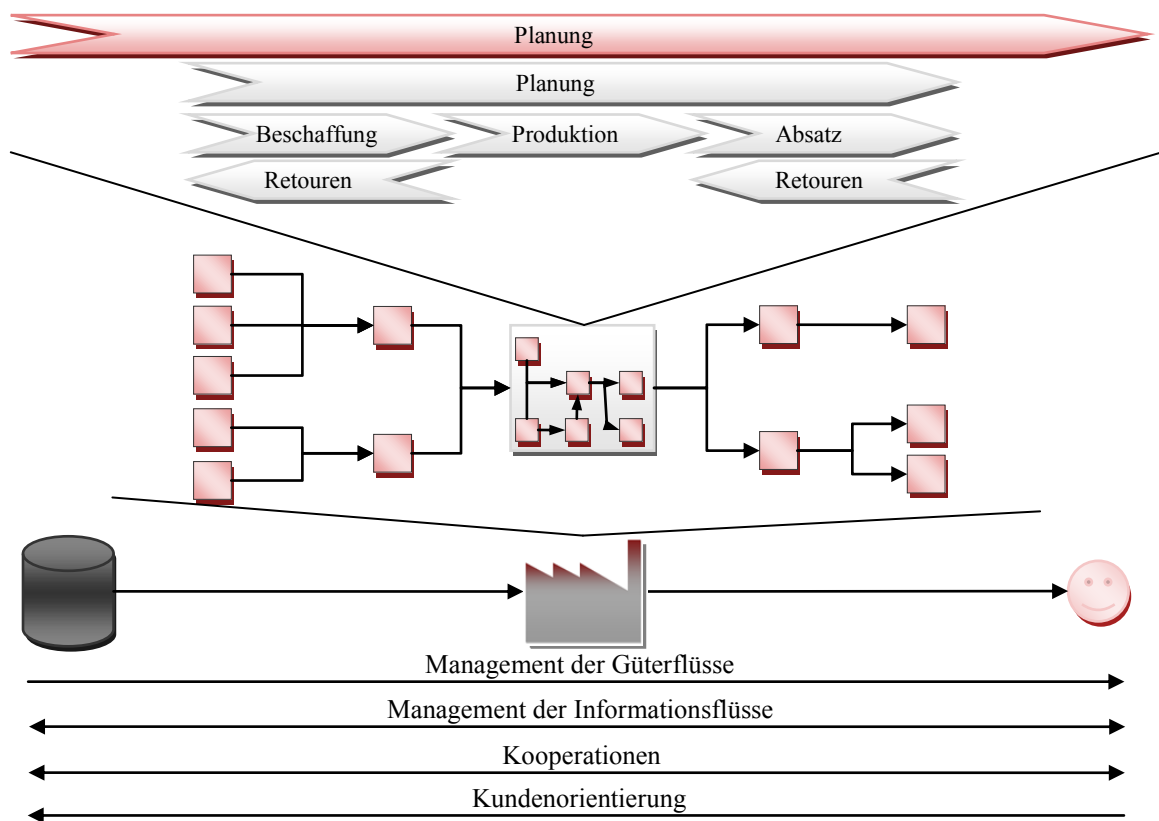 Planung
Planung
Beschaffung
Produktion
Absatz
Retouren
Retouren
Management der Güterflüsse
Management der Informationsflüsse
Kooperationen
Kundenorientierung